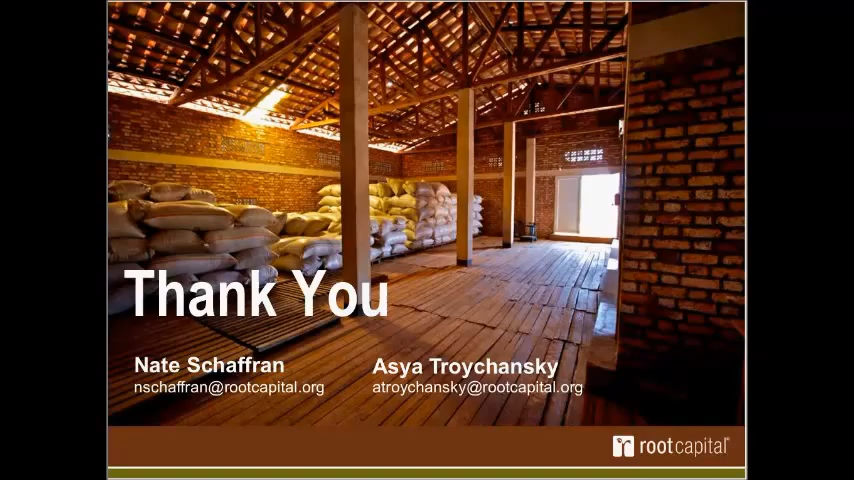 Thank You
Nate Schaffran
nschaffran@rootcapital.org
Asya Troychansky
atroychansky@rootcapital.org
rootcapital